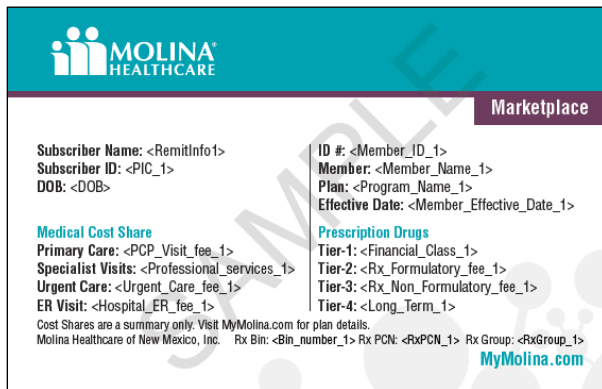 MOLINA®
HEALTHCARE
Marketplace
Subscriber Name: <RemitInfo1>
Subscriber ID: <PIC_1>
DOB: <DOB>
ID #: <Member_ID_1>
Member: <Member_Name_1>
Plan: <Program_Name_1>
Effective Date: <Member_Effective_Date_1>
Medical Cost Share
Primary Care: <PCP_Visit_fee_1>
Specialist Visits: <Professional_services_1>
Urgent Care: <Urgent_Care_fee_1>
ER Visit: <Hospital_ER_fee_1>
Prescription Drugs
Tier-1: <Financial_Class_1>
Tier-2: <Rx_Formulatory_fee_1>
Tier-3: <Rx_Non_Formulatory_fee_1>
Tier-4: <Long_Term_1>
Cost Shares are a summary only. Visit MyMolina.com for plan details.
Molina Healthcare of New Mexico, Inc. Rx Bin: <Bin_number_1> Rx PCN: <RxPCN_1> Rx Group: <RxGroup_1>
MyMolina.com
SAMPLE